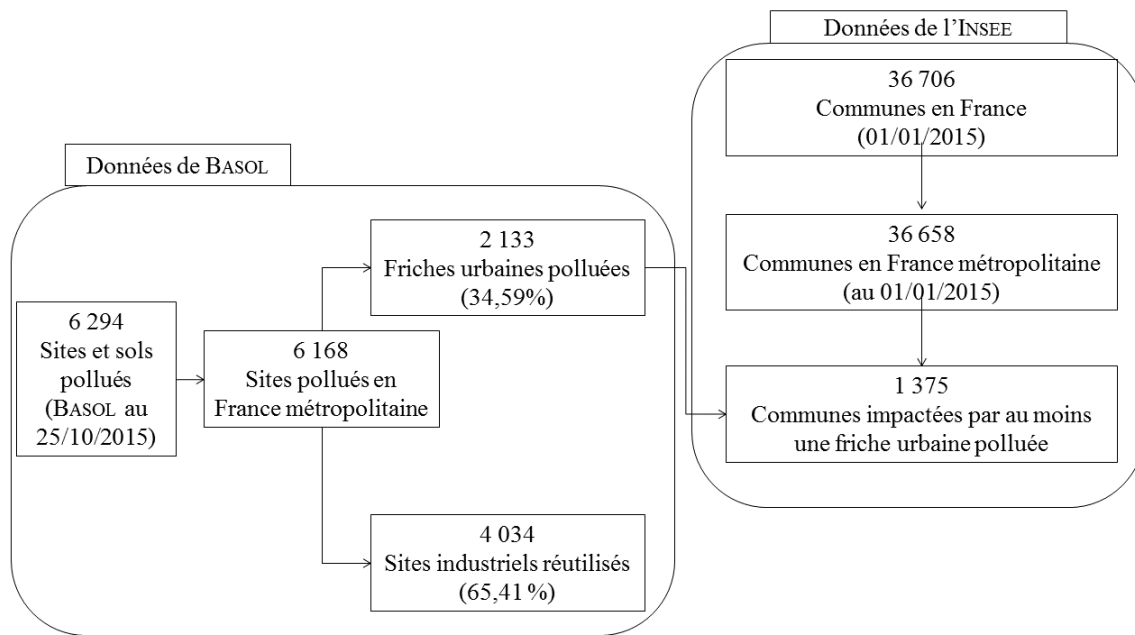 Données de l'INSEE
36 706
Communes en France
(01/01/2015)
36 658
Communes en France métropolitaine
(au 01/01/2015)
1 375
Communes impactées par au moins
une friche urbaine polluée
Données de BASOL
6 294
Sites et sols
pollués
(BASOL au
25/10/2015)
6 168
Sites pollués en
France métropolitaine
2 133
Friches urbaines polluées
(34,59%)
4 034
Sites industriels réutilisés
(65,41 %)